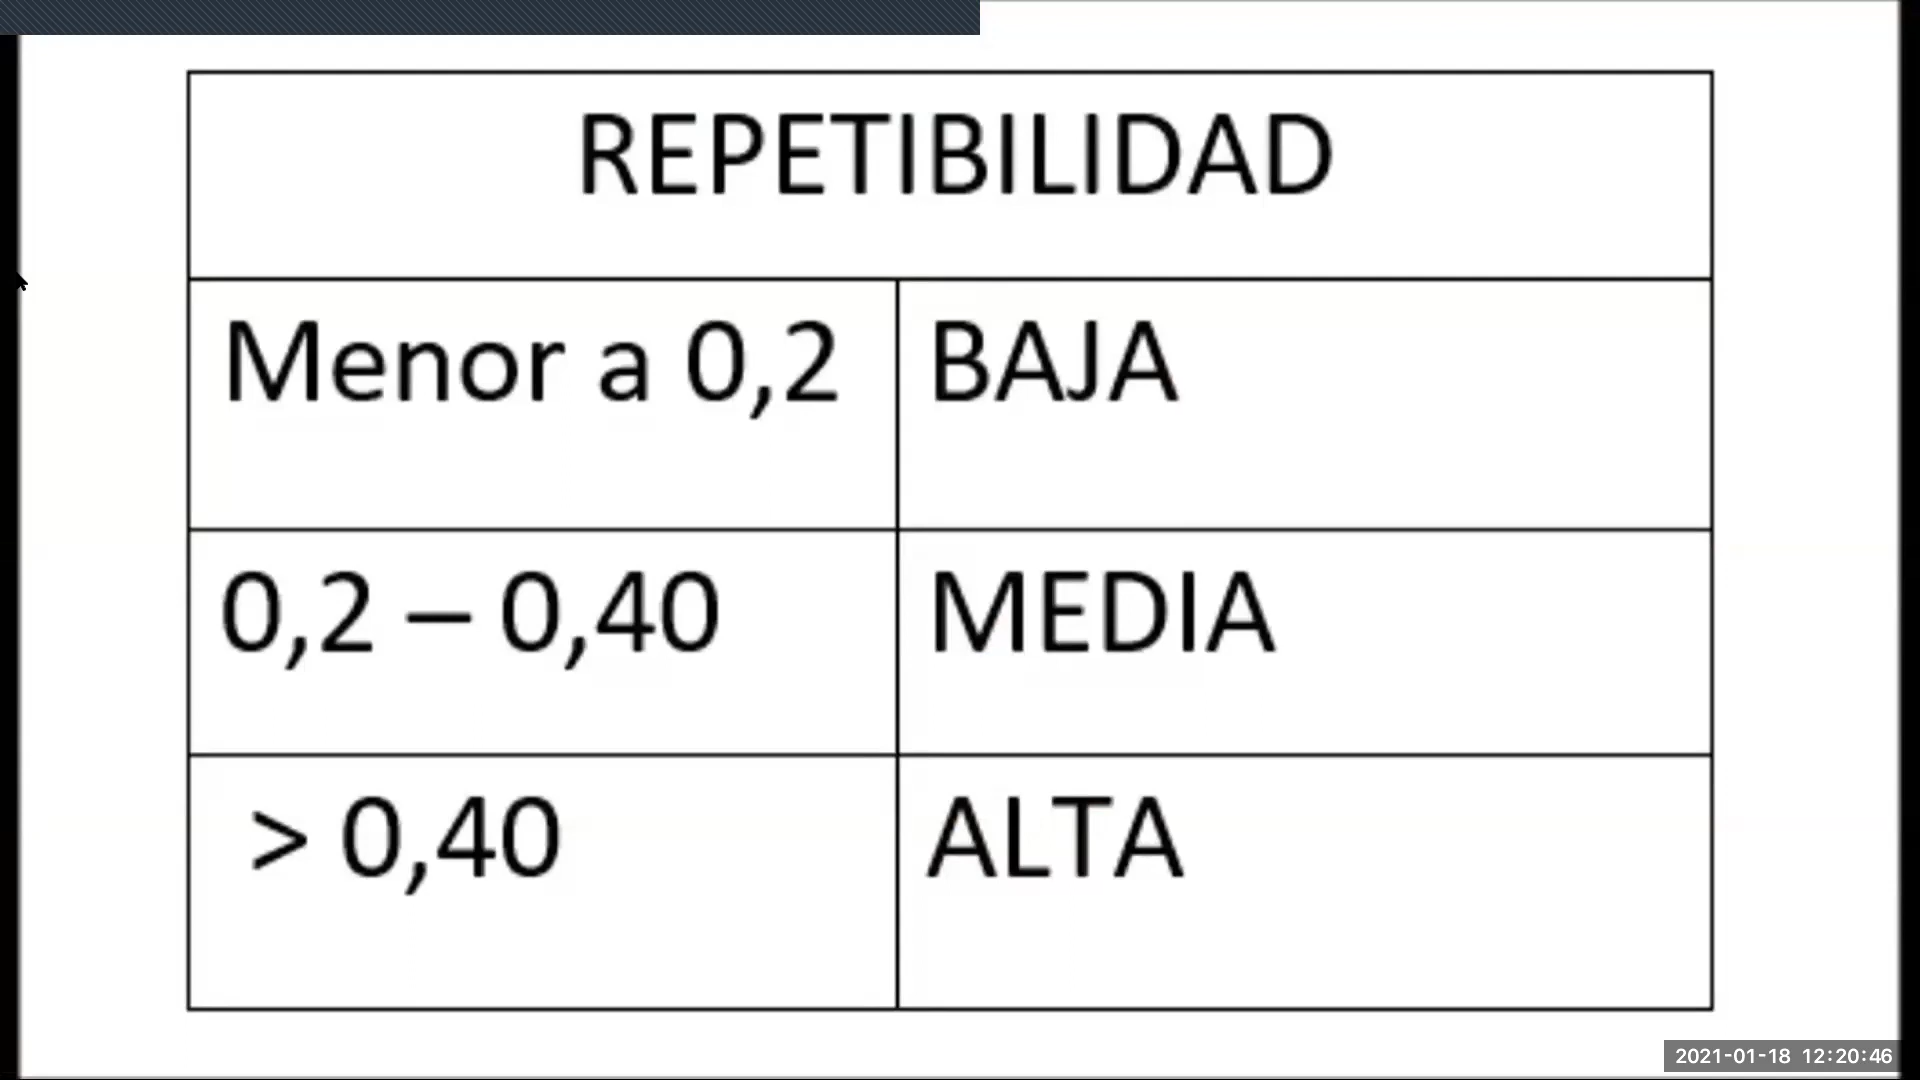 REPETIBILIDAD
Menor a 0,2 BAJA
0,2 – 0,40 MEDIA
> 0,40 ALTA
2021-01-18 12:20:46